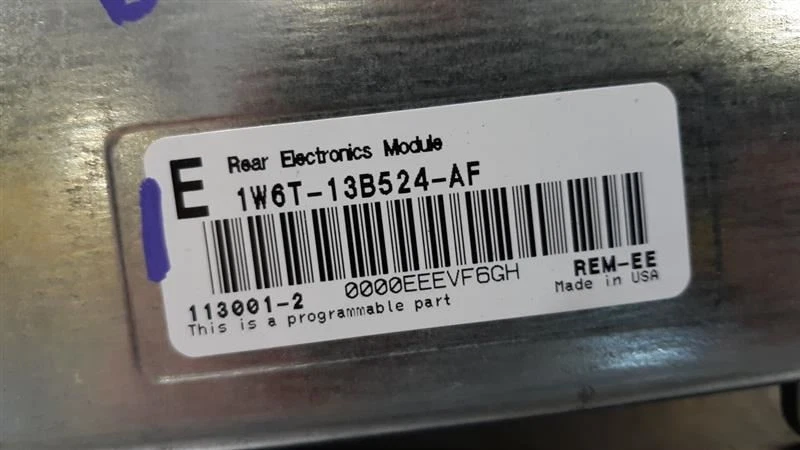 E
Rear Electronics Module
1W6T-13B524-AF
0000EEEVF6GH
REM-EE
113001-2
Made in USA
This is a programmable part